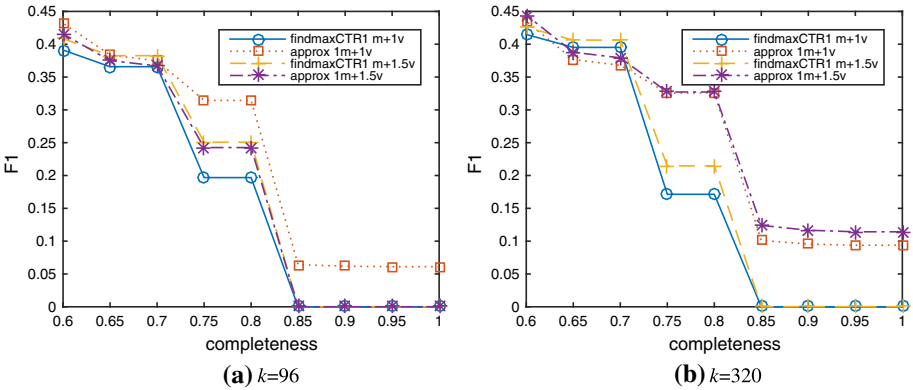 0.45
0.4
0.35
0.3
0.25
0.2
0.15
0.1
0.05
0
F1
0.6 0.65 0.7 0.75 0.8 0.85 0.9 0.95 1
completeness
findmaxCTR1 m+1v
approx 1m+1v
findmaxCTR1 m+1.5v
approx 1m+1.5v
(a) k=96
0.45
0.4
0.35
0.3
0.25
0.2
0.15
0.1
0.05
0
F1
0.6 0.65 0.7 0.75 0.8 0.85 0.9 0.95 1
completeness
findmaxCTR1 m+1v
approx 1m+1v
findmaxCTR1 m+1.5v
approx 1m+1.5v
(b) k=320